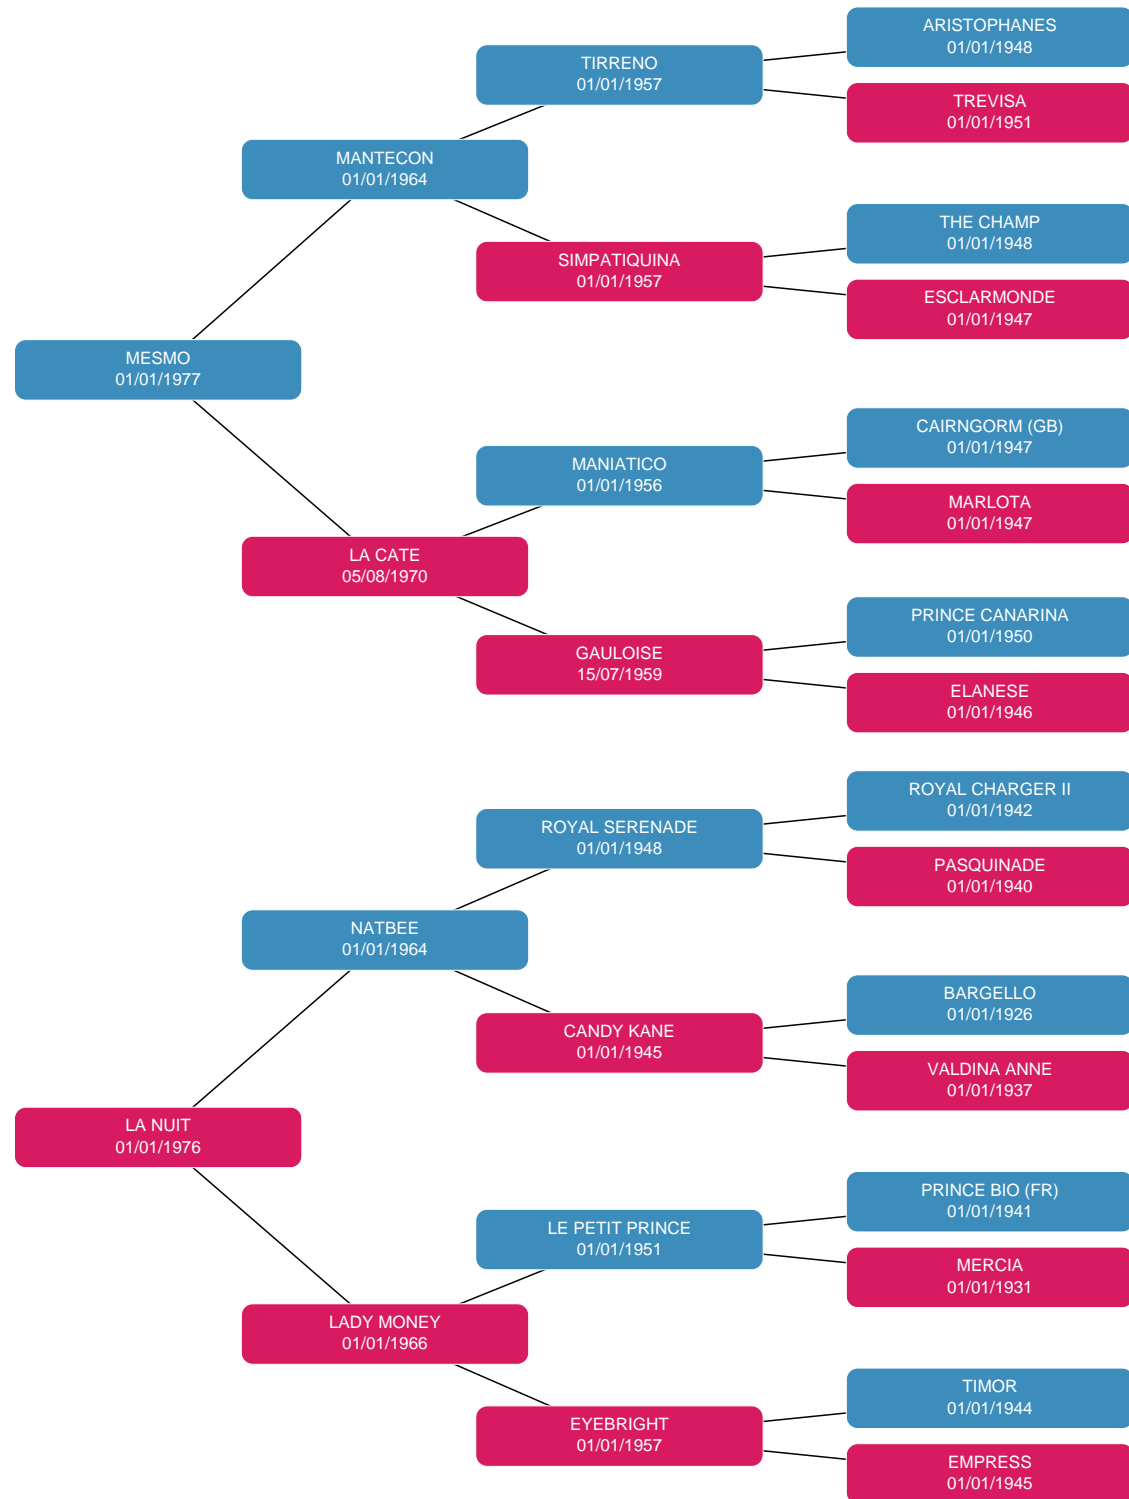 ARISTOPHANES
01/01/1948
TIRRENO
01/01/1957
TREVISA
01/01/1951
MANTECON
01/01/1964
THE CHAMP
01/01/1948
SIMPATIQUINA
01/01/1957
ESCLARMONDE
01/01/1947
MESMO
01/01/1977
CAIRNGORM (GB)
01/01/1947
MANIATICO
01/01/1956
MARLOTA
01/01/1947
LA CATE
05/08/1970
PRINCE CANARINA
01/01/1950
GAULOISE
15/07/1959
ELANESE
01/01/1946
ROYAL CHARGER II
01/01/1942
ROYAL SERENADE
01/01/1948
PASQUINADE
01/01/1940
NATBEE
01/01/1964
BARGELLO
01/01/1926
CANDY KANE
01/01/1945
VALDINA ANNE
01/01/1937
LA NUIT
01/01/1976
PRINCE BIO (FR)
01/01/1941
LE PETIT PRINCE
01/01/1951
MERCIA
01/01/1931
LADY MONEY
01/01/1966
TIMOR
01/01/1944
EYEBRIGHT
01/01/1957
EMPRESS
01/01/1945